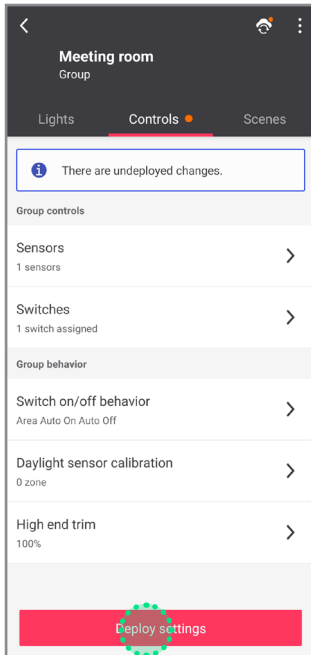 Meeting room
Group
Lights Controls Scenes
There are undeployed changes.
Group controls
Sensors
1 sensors
Switches
1 switch assigned
Group behavior
Switch on/off behavior
Area Auto On Auto Off
Daylight sensor calibration
0 zone
High end trim
100%
Deploy settings